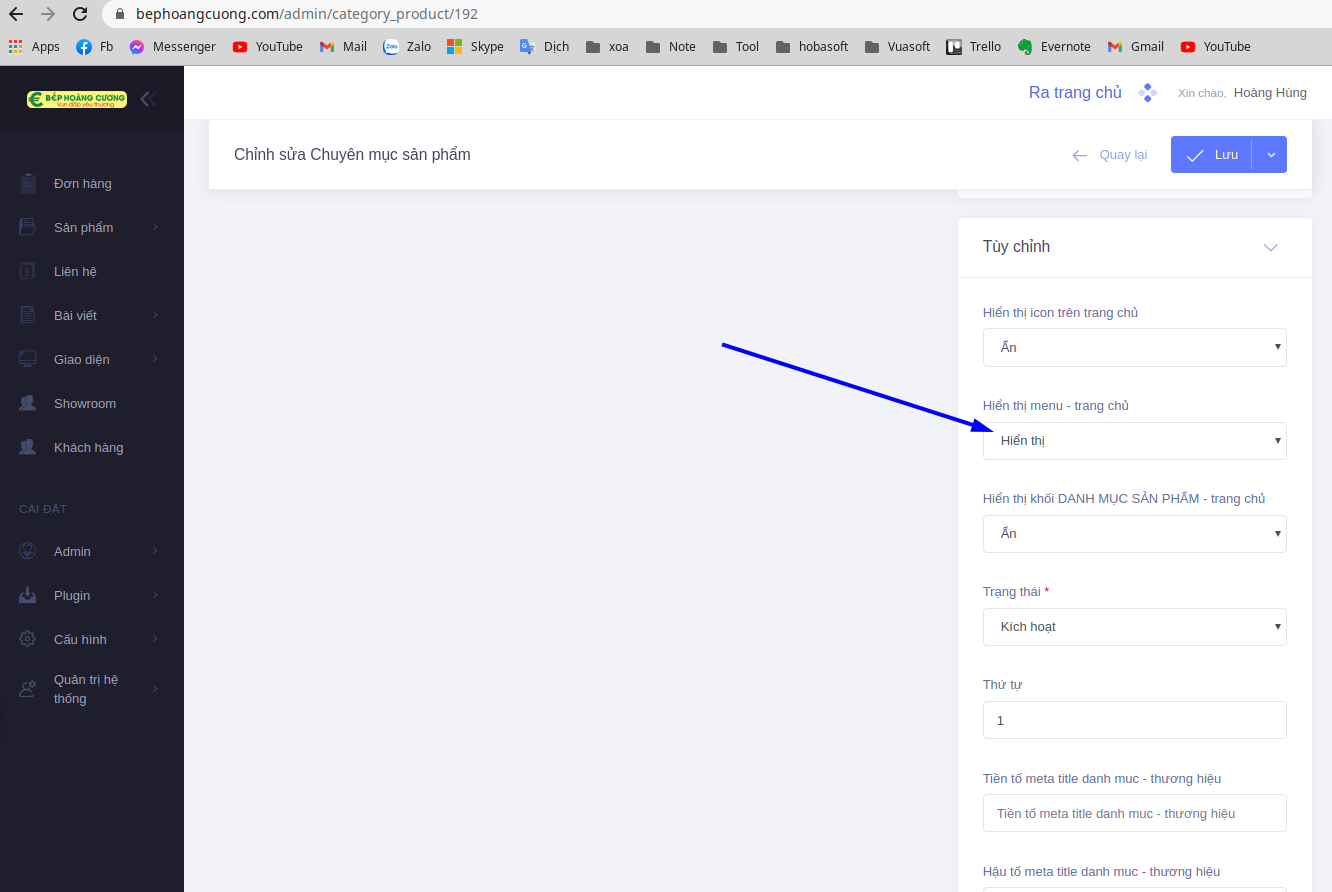 bephoangcuong.com/admin/category_product/192
Apps Fb Messenger YouTube Mail Zalo Skype Dịch xoa Note Tool hobasoft Vuasoft Trello Evernote Gmail YouTube
BẾP HOÀNG CƯƠNG
Vun đắp yêu thương
Ra trang chủ Xin chào, Hoàng Hùng
Chỉnh sửa Chuyên mục sản phẩm Quay lại Lưu
Đơn hàng
Sản phẩm
Liên hệ
Bài viết
Giao diện
Showroom
Khách hàng
CÀI ĐẶT
Admin
Plugin
Cấu hình
Quản trị hệ
thống
Tùy chỉnh
Hiển thị icon trên trang chủ
Ẩn
Hiển thị menu - trang chủ
Hiển thị
Hiển thị khối DANH MỤC SẢN PHẨM - trang chủ
Ẩn
Trạng thái *
Kích hoạt
Thứ tự
1
Tiền tố meta title danh muc - thương hiệu
Tiền tố meta title danh muc - thương hiệu
Hậu tố meta title danh muc - thương hiệu